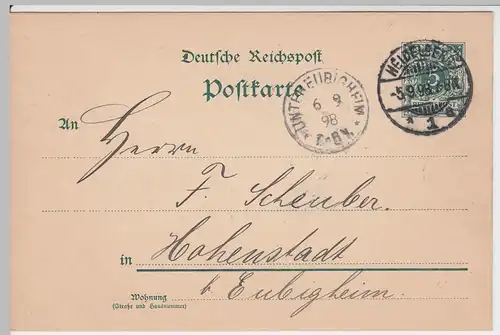 Deutsche Reichspost
Postkarte
HEIDELBERG
-5.9.98.
* 1 a
5
UNTEREUBIGHEIM
6 9
98
An Herrn
F. Scheuber.
in Hohenstadt
b Eubigheim.
Wohnung
(Straße und Hausnummer)